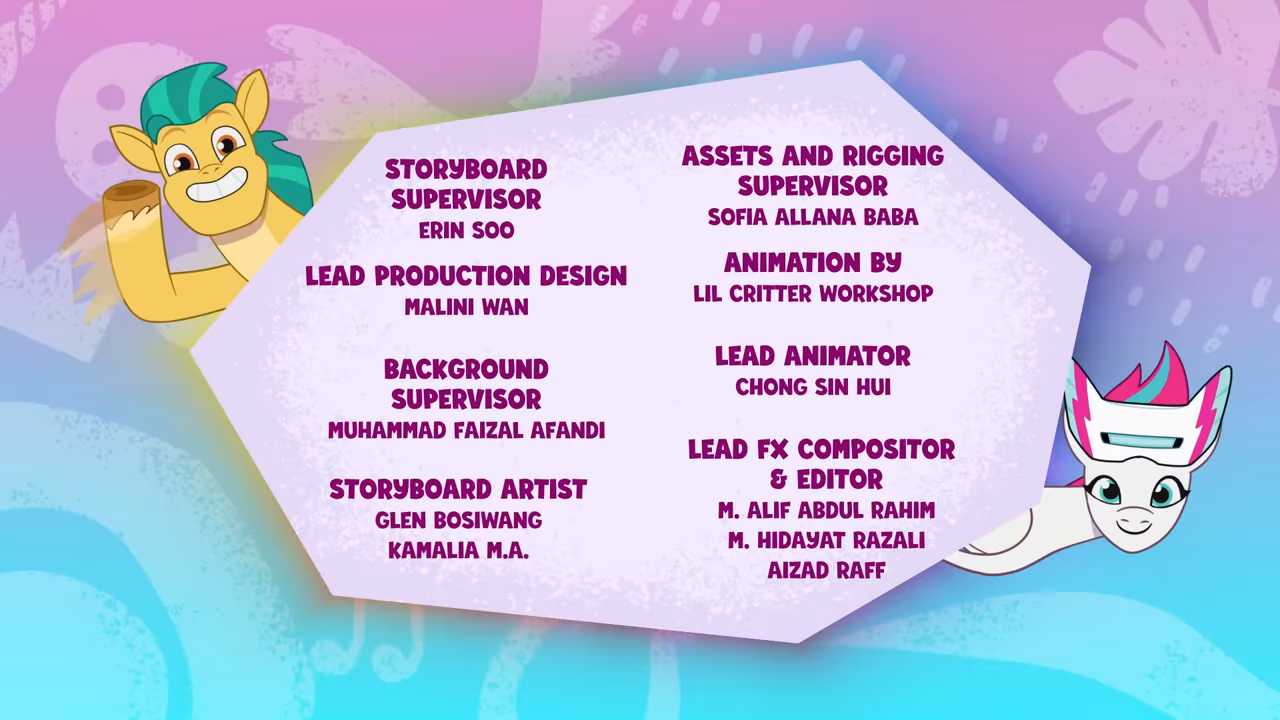 STORYBOARD
SUPERVISOR
ERIN SOO
LEAD PRODUCTION DESIGN
MALINI WAN
BACKGROUND
SUPERVISOR
MUHAMMAD FAIZAL AFANDI
STORYBOARD ARTIST
GLEN BOSIWANG
KAMALIA M.A.
ASSETS AND RIGGING
SUPERVISOR
SOFIA ALLANA BABA
ANIMATION BY
LIL CRITTER WORKSHOP
LEAD ANIMATOR
CHONG SIN HUI
LEAD FX COMPOSITOR
& EDITOR
M. ALIF ABDUL RAHIM
M. HIDAYAT RAZALI
AIZAD RAFF